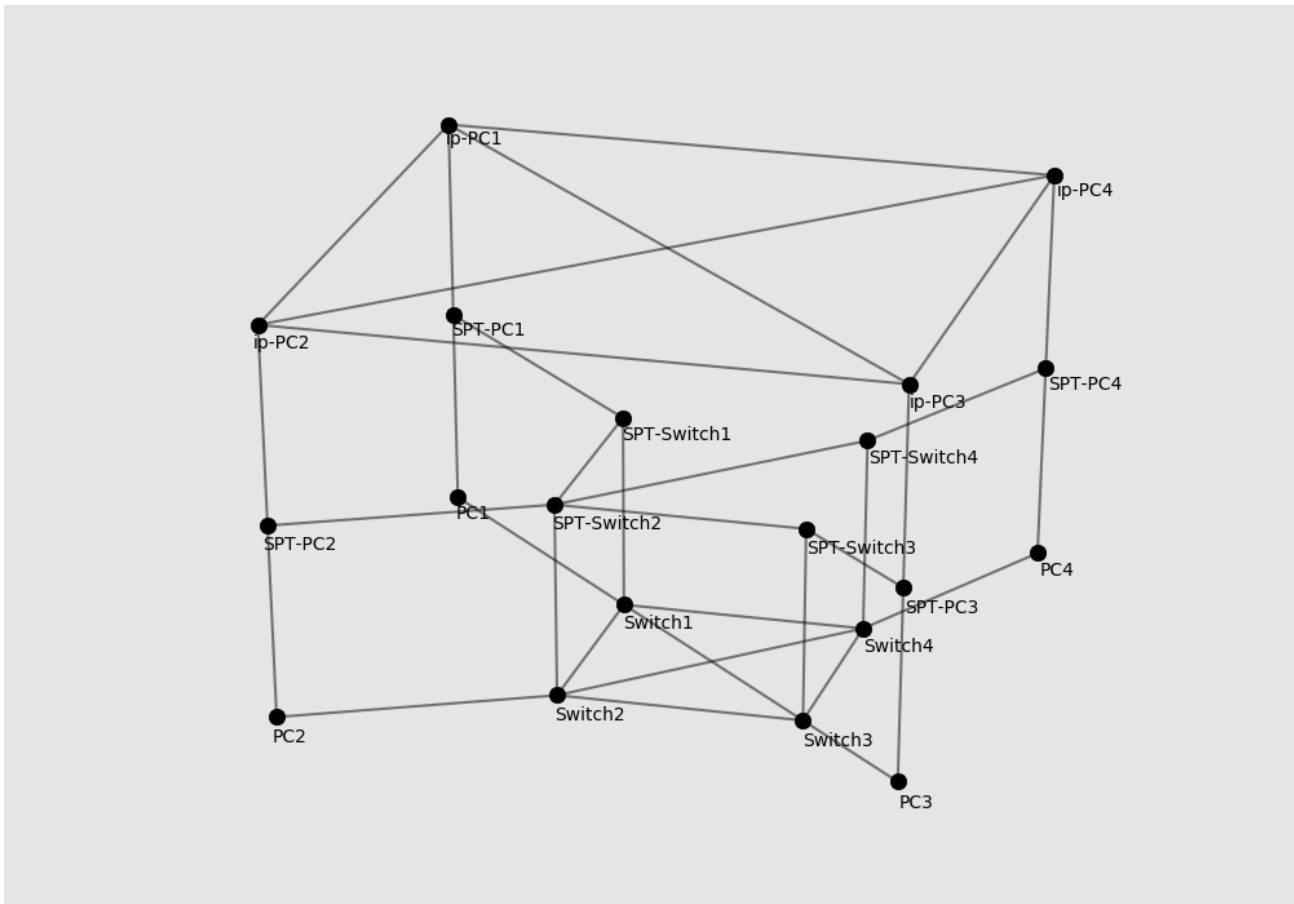 ip-PC1
ip-PC4
SPT-PC1
ip-PC2
SPT-PC4
ip-PC3
SPT-Switch1
SPT-Switch4
PC1
SPT-Switch2
SPT-PC2
SPT-Switch3
PC4
SPT-PC3
Switch1
Switch4
Switch2
PC2
Switch3
PC3